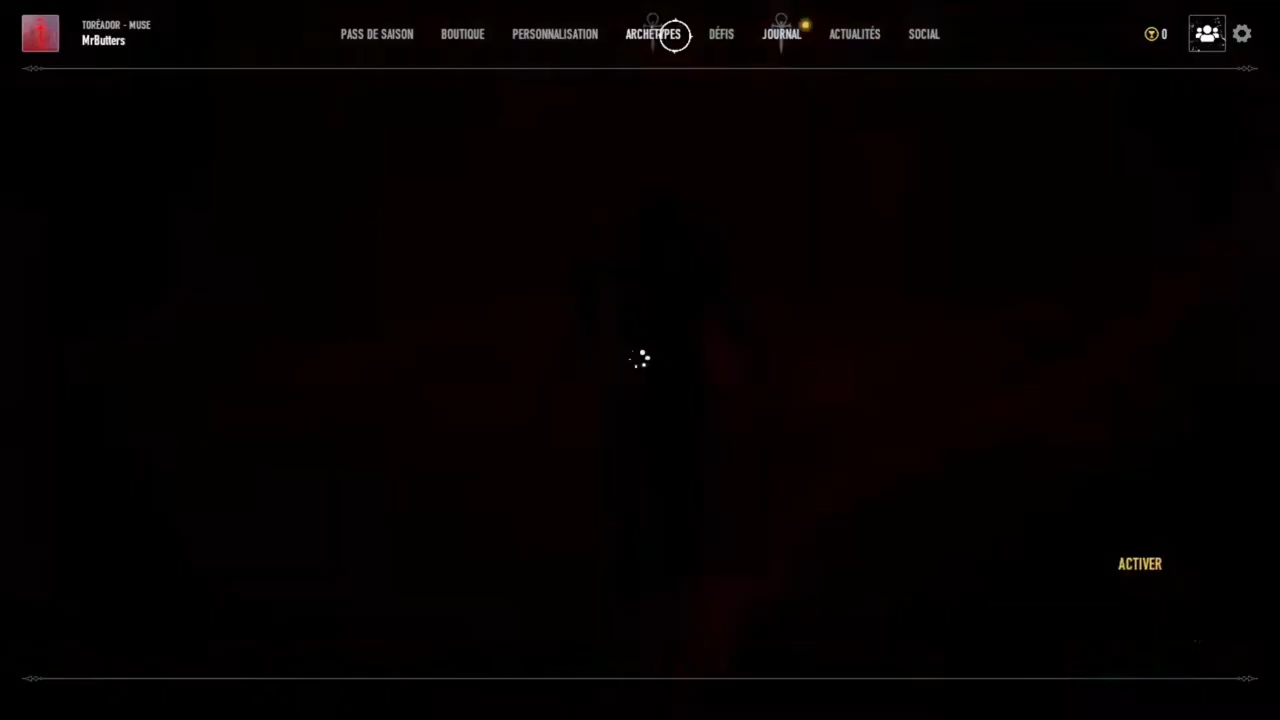 TORÉADOR - MUSE
MrButters
PASS DE SAISON
BOUTIQUE
PERSONNALISATION
ARCHÉTYPES
DÉFIS
JOURNAL
ACTUALITÉS
SOCIAL
0
ACTIVER